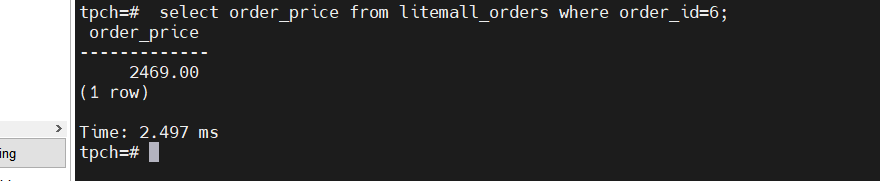 tpch=#  select order_price from litemall_orders where order_id=6;
 order_price
-------------
     2469.00
(1 row)

Time: 2.497 ms
ing
tpch=#